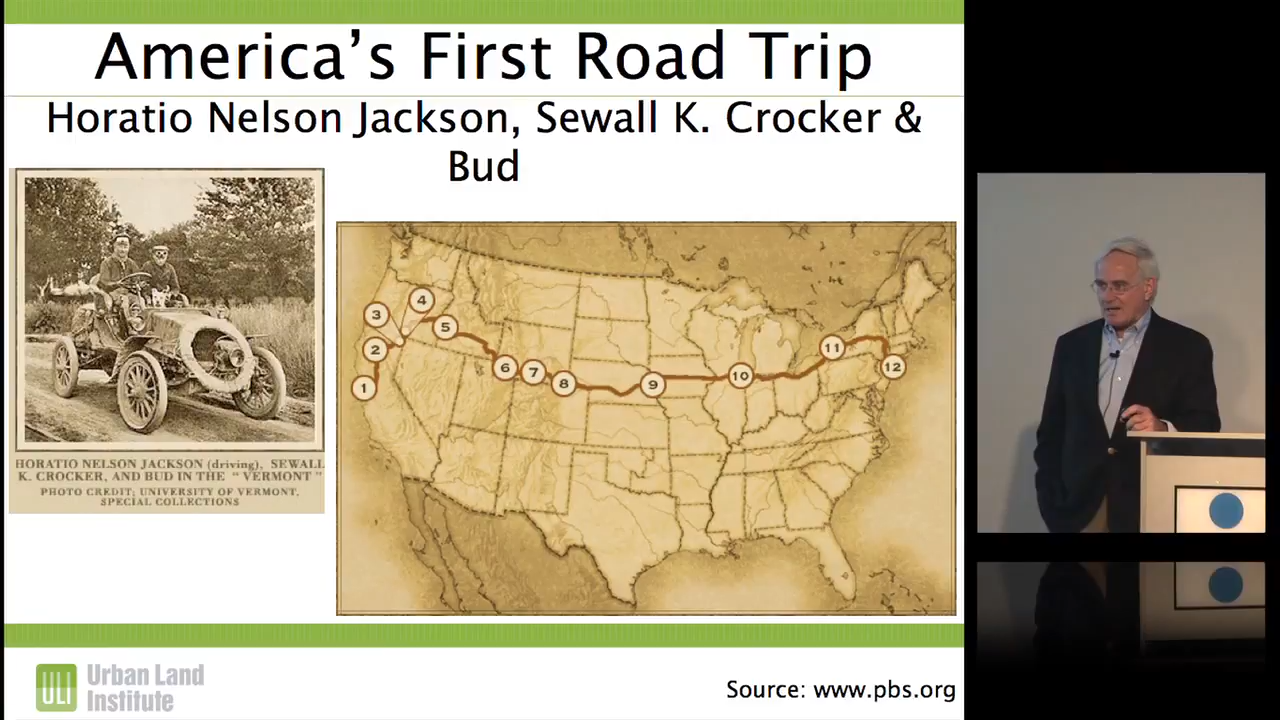 America's First Road Trip
Horatio Nelson Jackson, Sewall K. Crocker &
Bud
HORATIO NELSON JACKSON (driving), SEWALL
K. CROCKER, AND BUD IN THE "VERMONT"
PHOTO CREDIT; UNIVERSITY OF VERMONT,
SPECIAL COLLECTIONS
1
2
3
4
5
6
7
8
9
10
11
12
ULI
Urban Land
Institute
Source: www.pbs.org